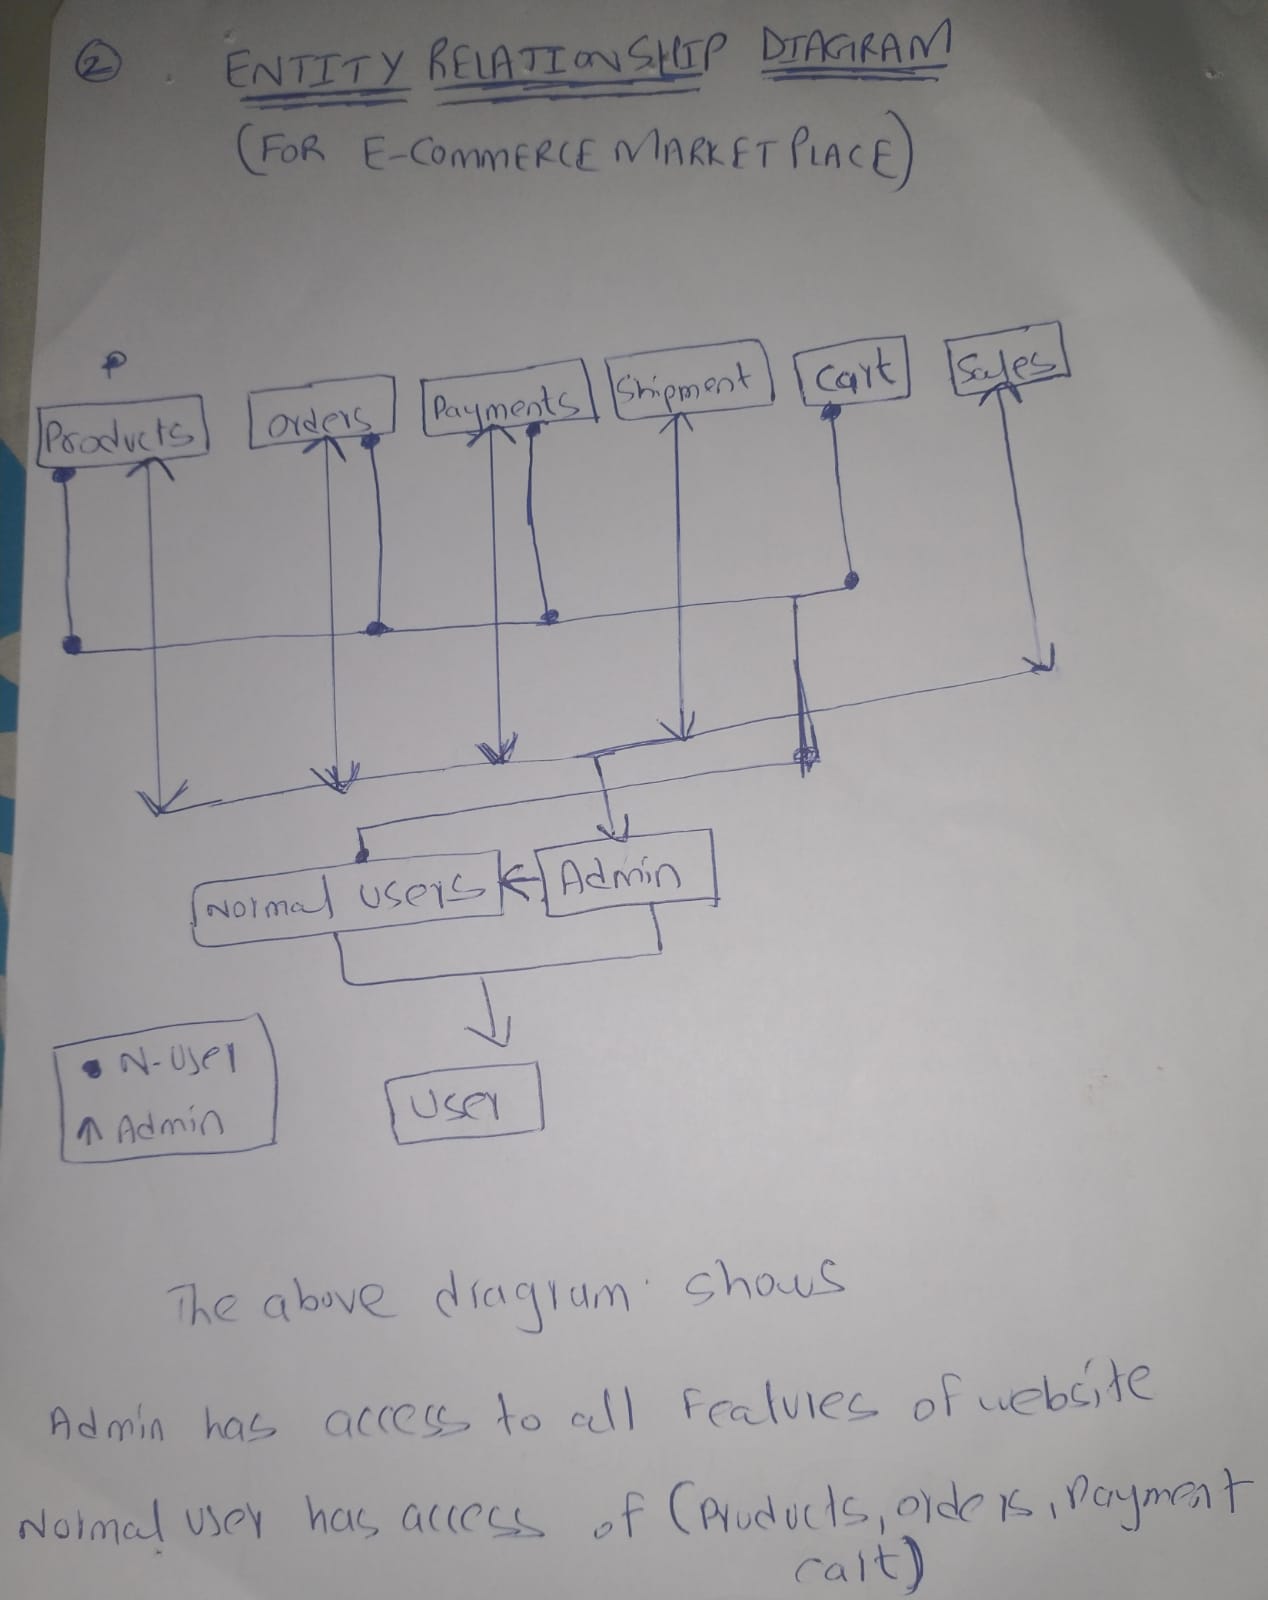 2
ENTITY RELATIONSHIP DIAGRAM
(FOR E-COMMERCE MARKET PLACE)
P
Products
orders
Payments
Shipment
Cart
Sales
Normal users
Admin
N-User
Admin
User
The above diagram shows
Admin has access to all features of website
Normal user has access of (Products, orders, Payment
cart)